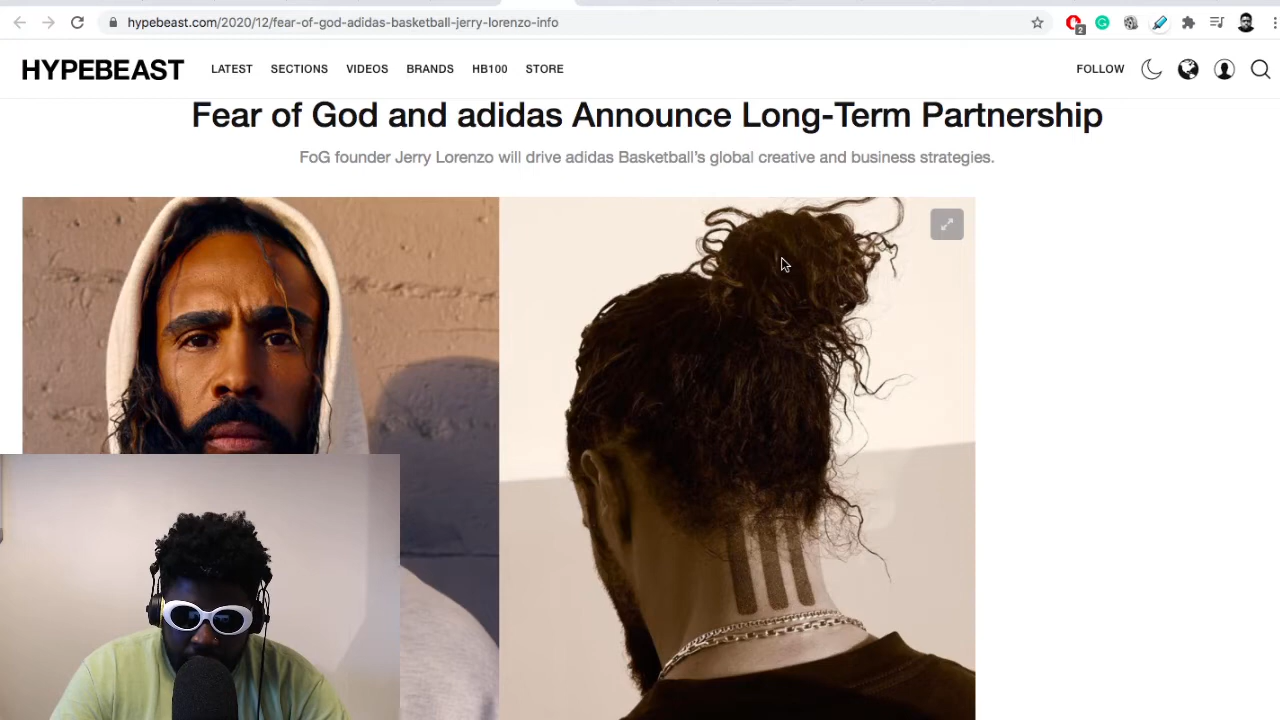 hypebeast.com/2020/12/fear-of-god-adidas-basketball-jerry-lorenzo-info
2
HYPEBEAST LATEST SECTIONS VIDEOS BRANDS HB100 STORE FOLLOW
Fear of God and adidas Announce Long-Term Partnership
FoG founder Jerry Lorenzo will drive adidas Basketball's global creative and business strategies.